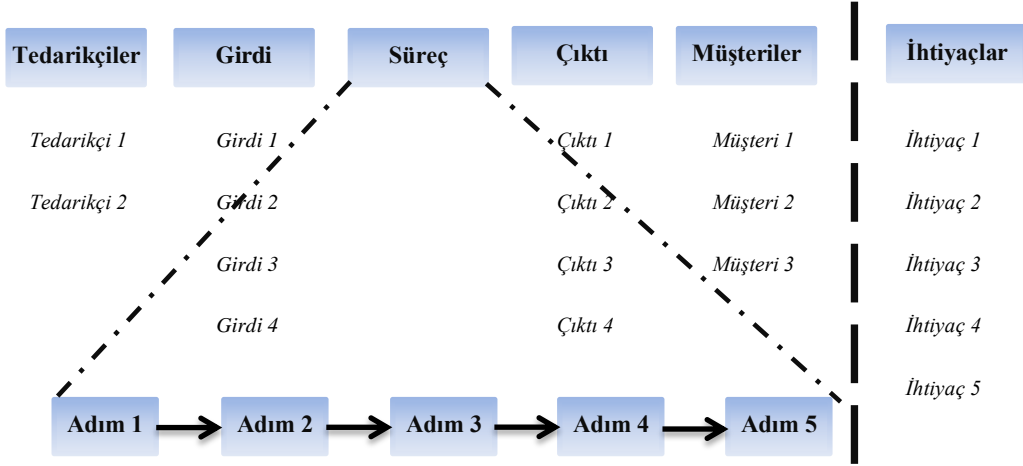 Tedarikçiler Girdi Süreç Çıktı Müşteriler İhtiyaçlar
Tedarikçi 1 Girdi 1 Çıktı 1 Müşteri 1 İhtiyaç 1
Tedarikçi 2 Girdi 2 Çıktı 2 Müşteri 2 İhtiyaç 2
Girdi 3 Çıktı 3 Müşteri 3 İhtiyaç 3
Girdi 4 Çıktı 4 İhtiyaç 4
İhtiyaç 5
Adım 1 Adım 2 Adım 3 Adım 4 Adım 5